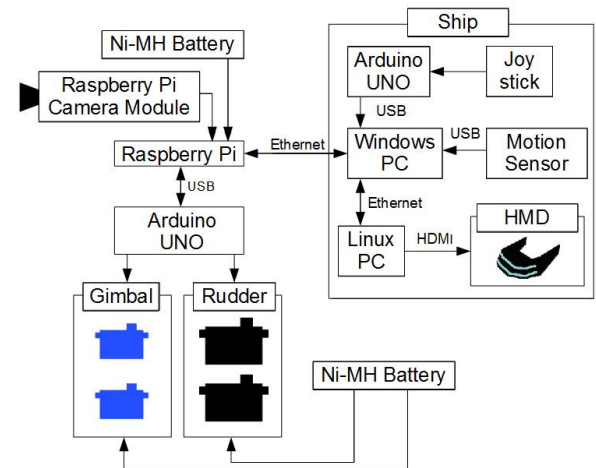 Ship
Ni-MH Battery
Raspberry Pi
Camera Module
Arduino
UNO
Joy
stick
USB
Raspberry Pi
Ethernet
Windows
PC
USB
Motion
Sensor
USB
Ethernet
Arduino
UNO
Linux
PC
HDMI
HMD
Gimbal
Rudder
Ni-MH Battery